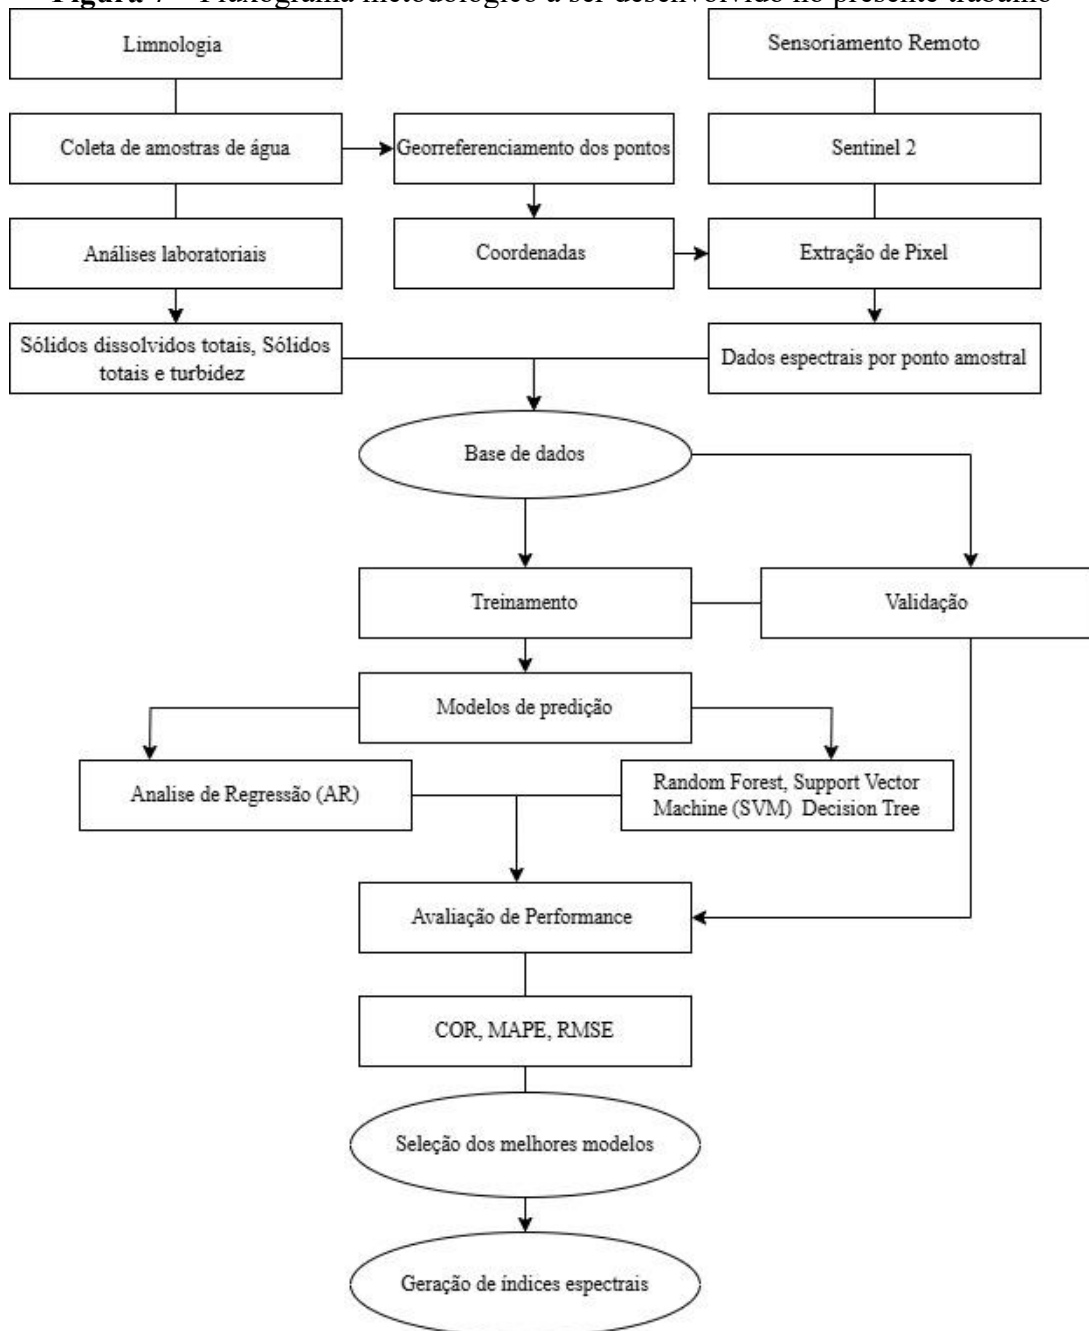 Figura 7 – Fluxograma metodológico a ser desenvolvido no presente trabalho
Limnologia
Sensoriamento Remoto
Coleta de amostras de água
Georreferenciamento dos pontos
Sentinel 2
Análises laboratoriais
Coordenadas
Extração de Pixel
Sólidos dissolvidos totais, Sólidos
totais e turbidez
Dados espectrais por ponto amostral
Base de dados
Treinamento
Validação
Modelos de predição
Analise de Regressão (AR)
Random Forest, Support Vector
Machine (SVM) Decision Tree
Avaliação de Performance
COR, MAPE, RMSE
Seleção dos melhores modelos
Geração de índices espectrais